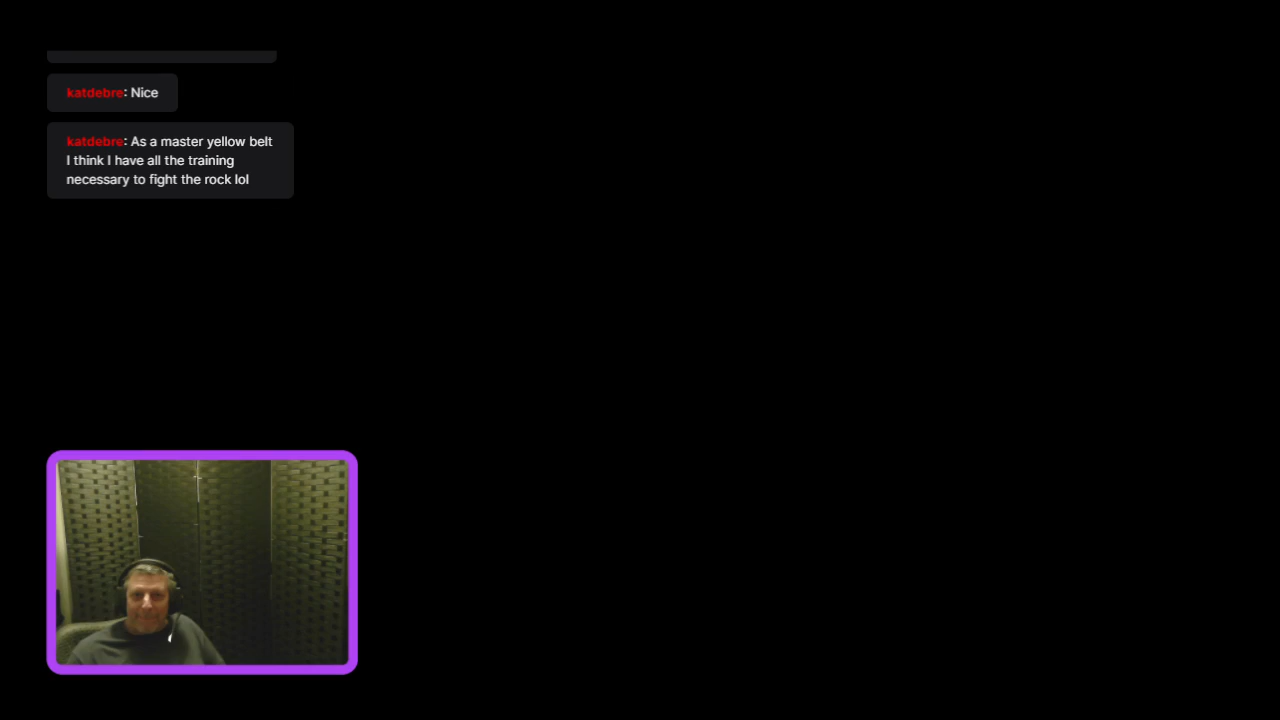 katdebre: Nice
katdebre: As a master yellow belt
I think I have all the training
necessary to fight the rock lol